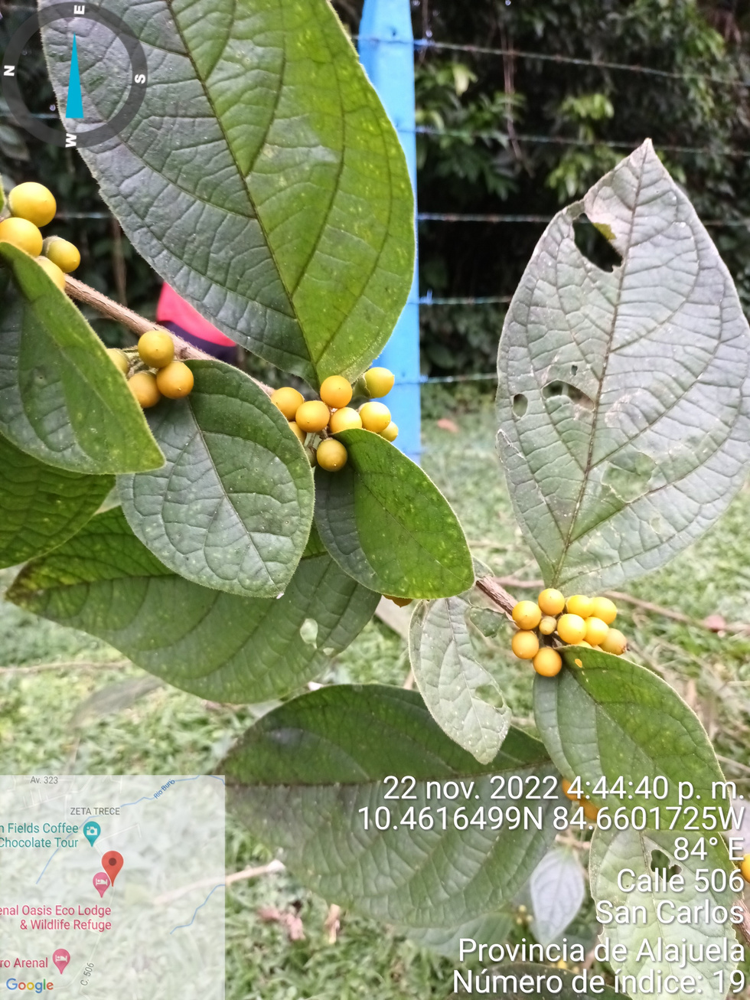 E
N
S
W
Av. 323
Río Burío
ZETA TRECE
n Fields Coffee
Chocolate Tour
enal Oasis Eco Lodge
& Wildlife Refuge
ro Arenal
C. 506
Google
22 nov. 2022 4:44:40 p. m.
10.4616499N 84.6601725W
84° E
Calle 506
San Carlos
Provincia de Alajuela
Número de índice: 19